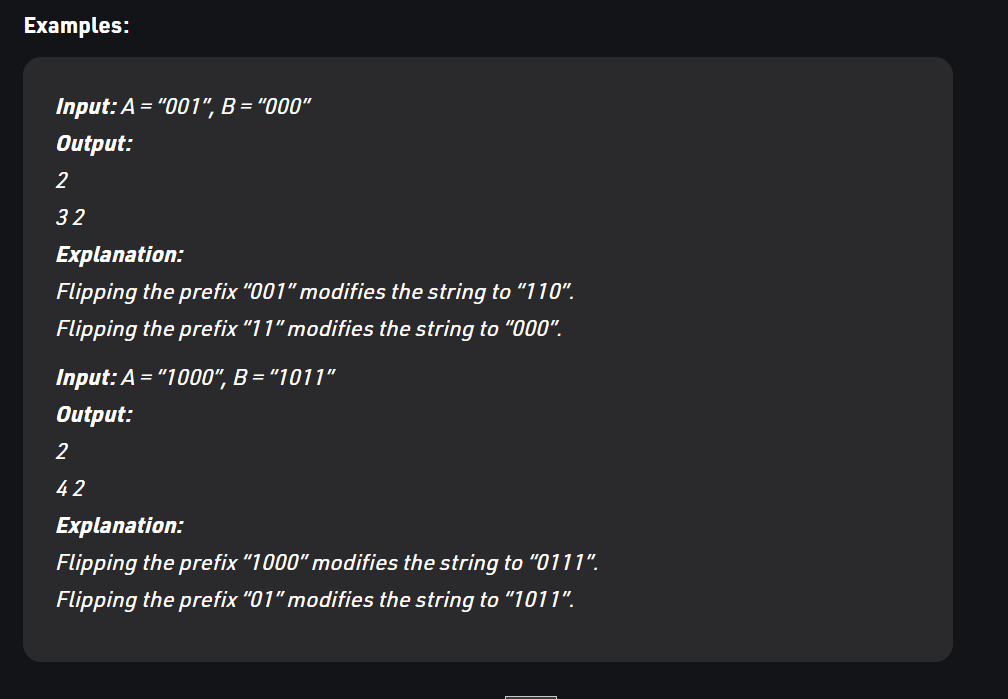 Examples:
Input: A = “001”, B = “000”
Output:
2
3 2
Explanation:
Flipping the prefix “001” modifies the string to “110”.
Flipping the prefix “11” modifies the string to “000”.
Input: A = “1000”, B = “1011”
Output:
2
4 2
Explanation:
Flipping the prefix “1000” modifies the string to “0111”.
Flipping the prefix “01” modifies the string to “1011”.